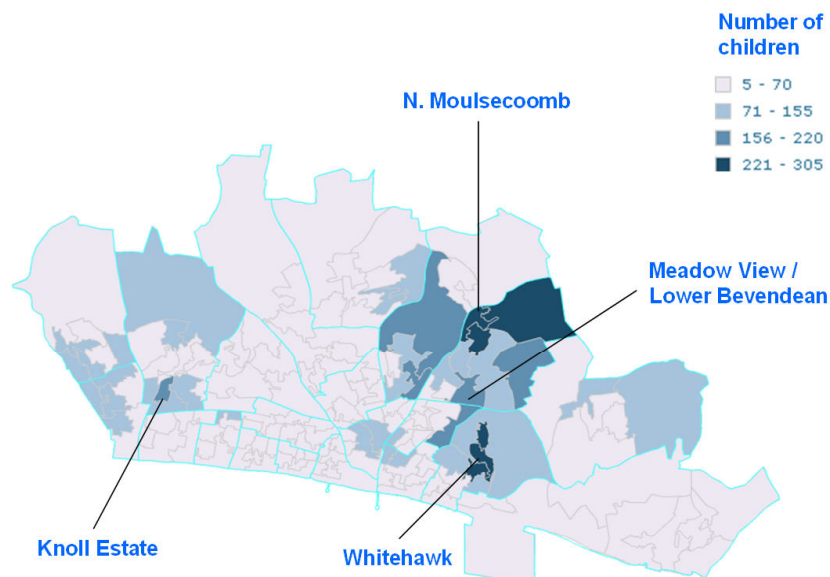 Number of
children
5 - 70
71 - 155
156 - 220
221 - 305
N. Moulsecoomb
Meadow View /
Lower Bevendean
Knoll Estate
Whitehawk